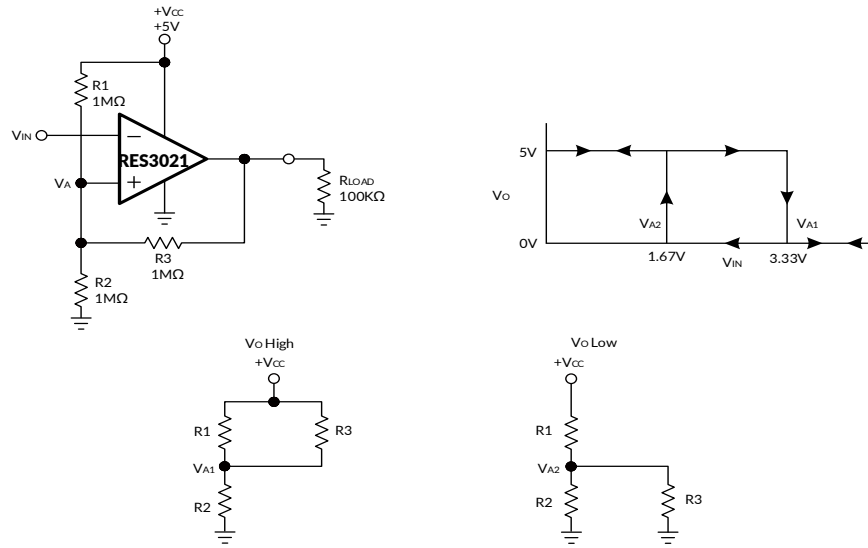 +VCC
+5V
R1
1MΩ
VIN
RES3021
VA
RLOAD
100KΩ
R3
1MΩ
R2
1MΩ
5V
VO
VA2
VA1
0V
1.67V
VIN
3.33V
VO High
+VCC
R1
R3
VA1
R2
VO Low
+VCC
R1
VA2
R2
R3